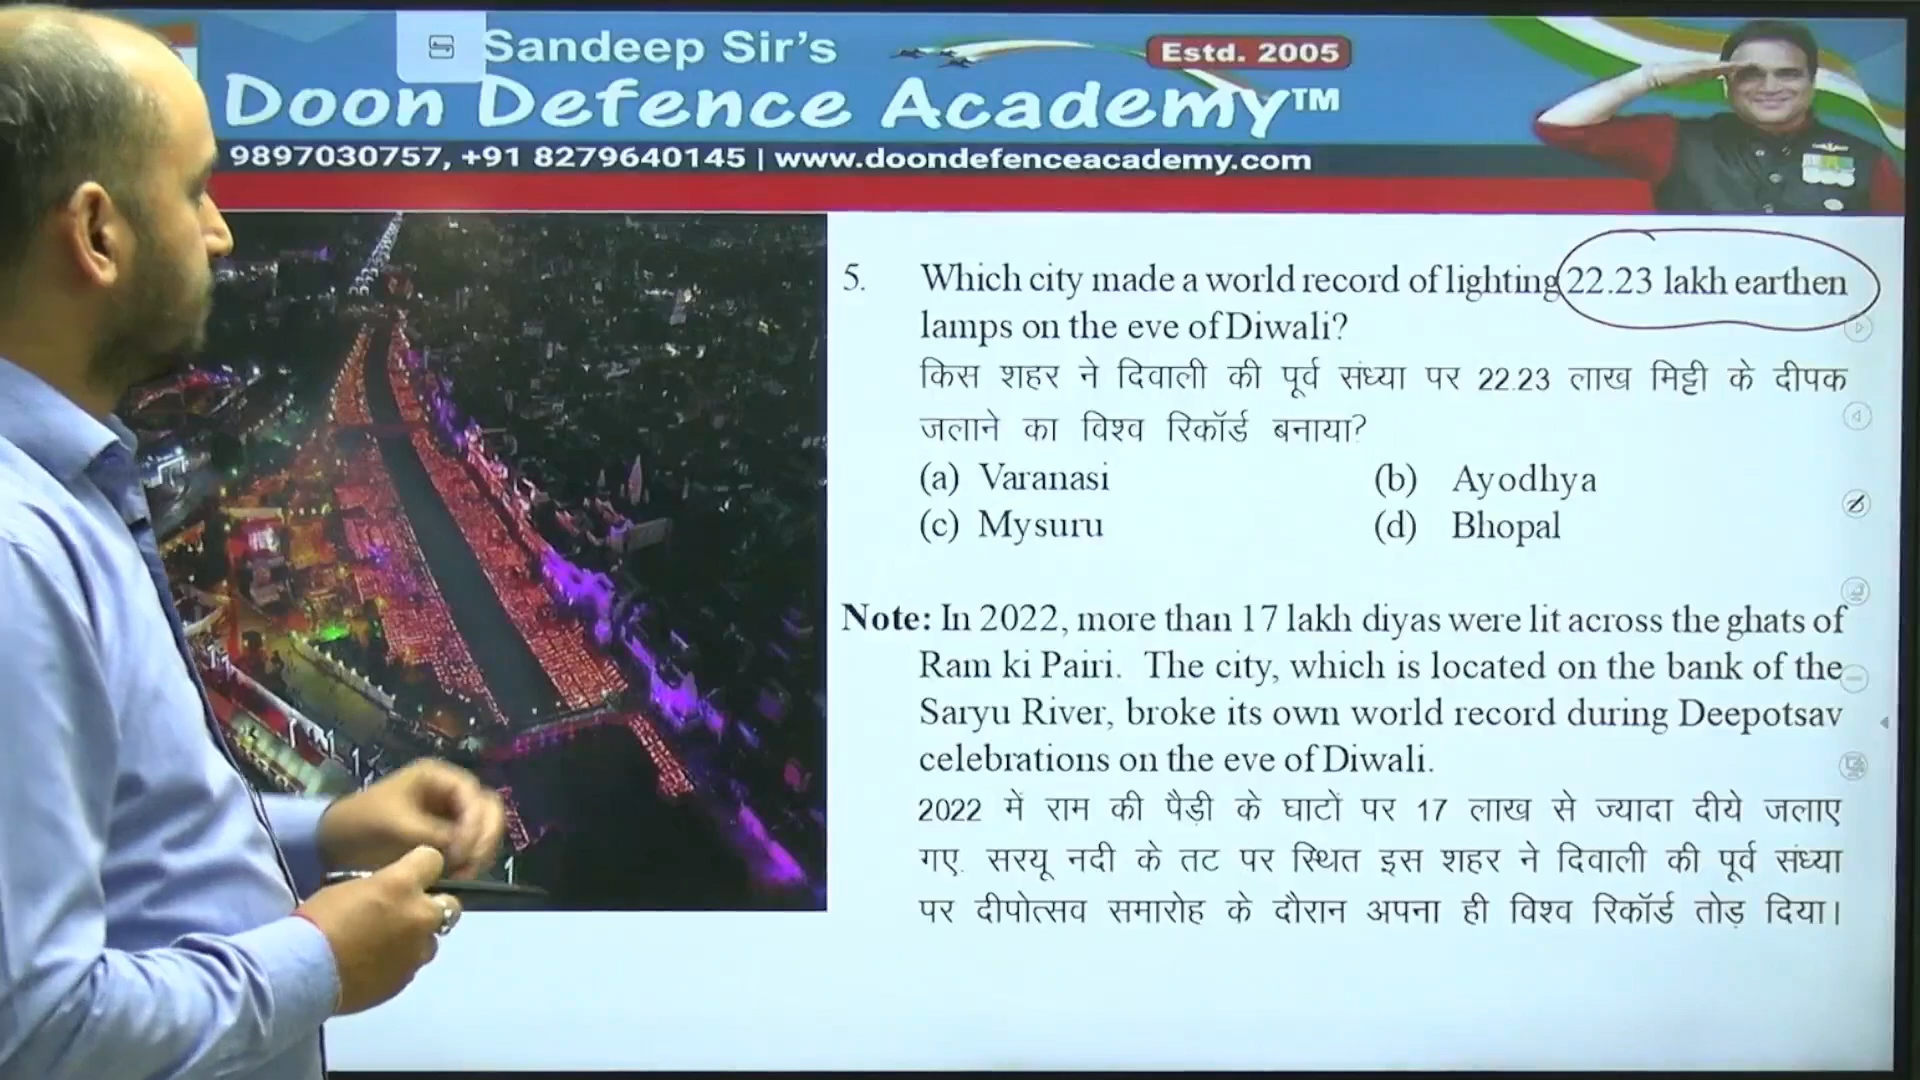 Sandeep Sir's
Estd. 2005
Doon Defence Academy™
9897030757, +91 8279640145 | www.doondefenceacademy.com
5. Which city made a world record of lighting 22.23 lakh earthen
lamps on the eve of Diwali?
किस शहर ने दिवाली की पूर्व संध्या पर 22.23 लाख मिट्टी के दीपक
जलाने का विश्व रिकॉर्ड बनाया?
(a) Varanasi (b) Ayodhya
(c) Mysuru (d) Bhopal
Note: In 2022, more than 17 lakh diyas were lit across the ghats of
Ram ki Pairi. The city, which is located on the bank of the
Saryu River, broke its own world record during Deepotsav
celebrations on the eve of Diwali.
2022 में राम की पैड़ी के घाटों पर 17 लाख से ज्यादा दीये जलाए
गए. सरयू नदी के तट पर स्थित इस शहर ने दिवाली की पूर्व संध्या
पर दीपोत्सव समारोह के दौरान अपना ही विश्व रिकॉर्ड तोड़ दिया।